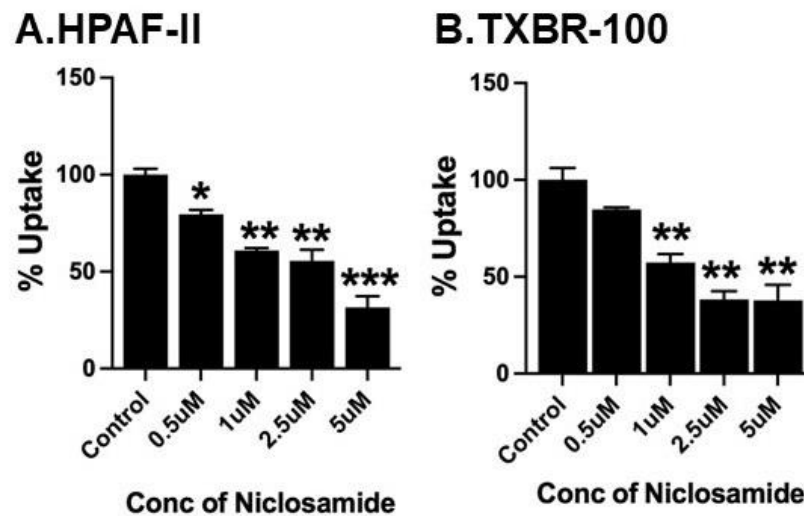 A.HPAF-II
150
100
50
0
% Uptake
*
**
**
***
Control
0.5uM
1uM
2.5uM
5uM
Conc of Niclosamide
B.TXBR-100
150
100
50
0
% Uptake
**
**
**
Control
0.5uM
1uM
2.5uM
5uM
Conc of Niclosamide